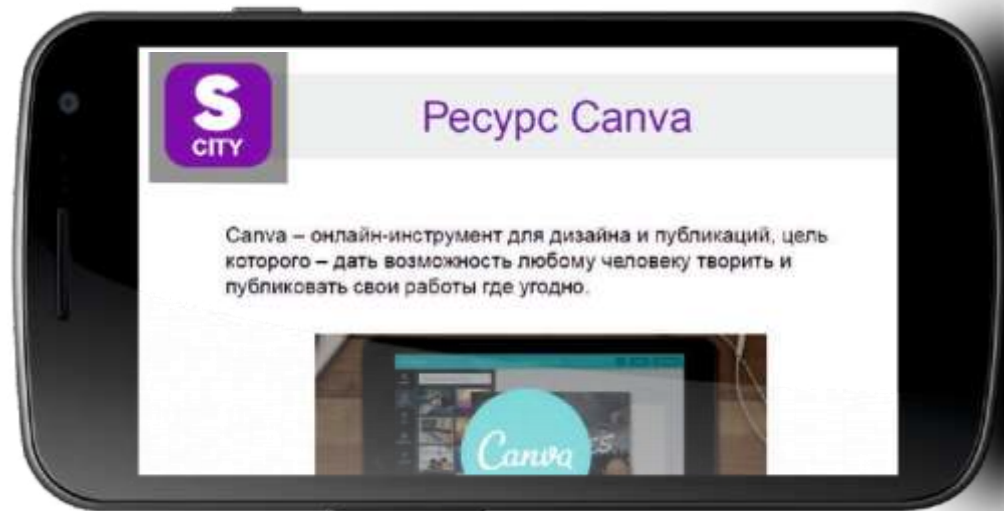 S
CITY
Ресурс Canva
Canva – онлайн-инструмент для дизайна и публикаций, цель
которого – дать возможность любому человеку творить и
публиковать свои работы где угодно.
Canva